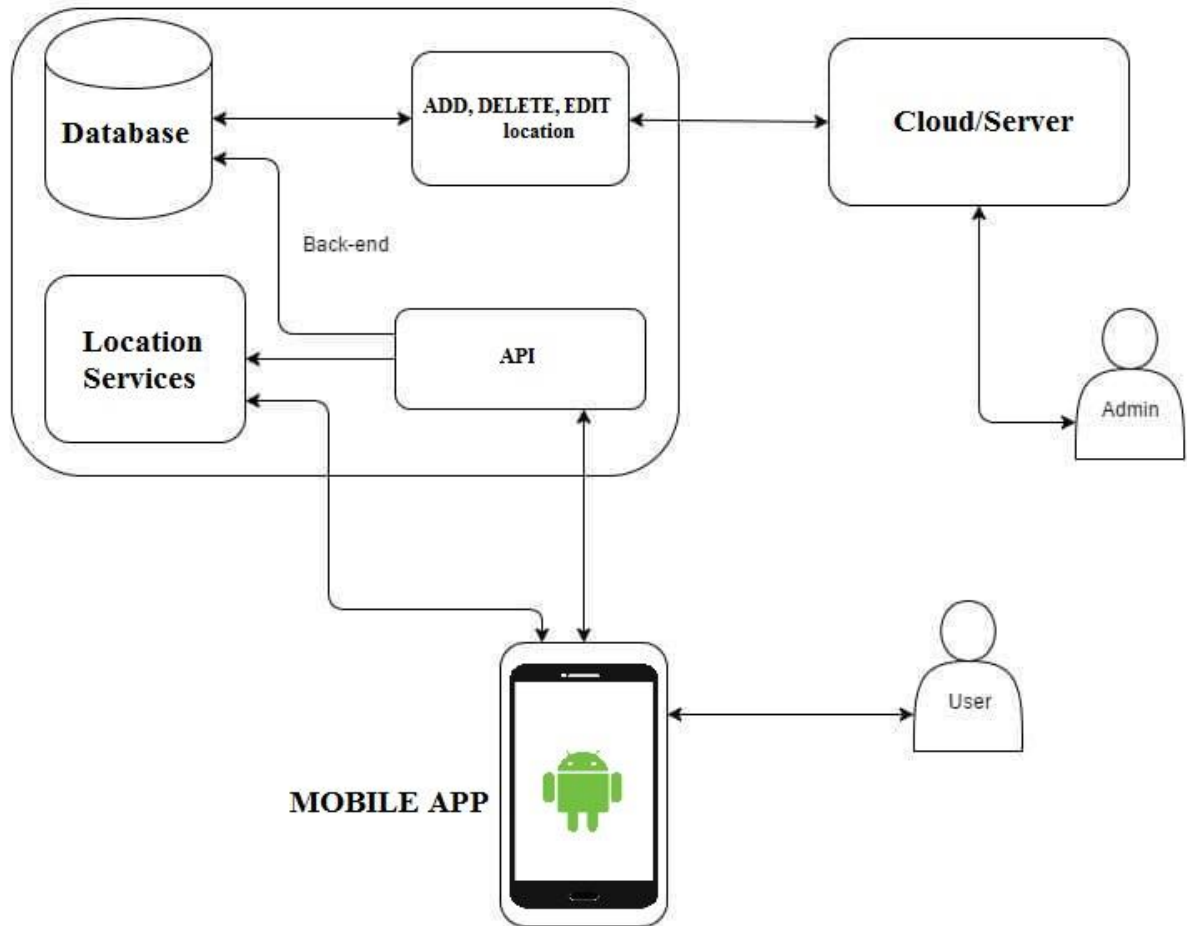 Database
ADD, DELETE, EDIT
location
Cloud/Server
Back-end
Location
Services
API
Admin
User
MOBILE APP